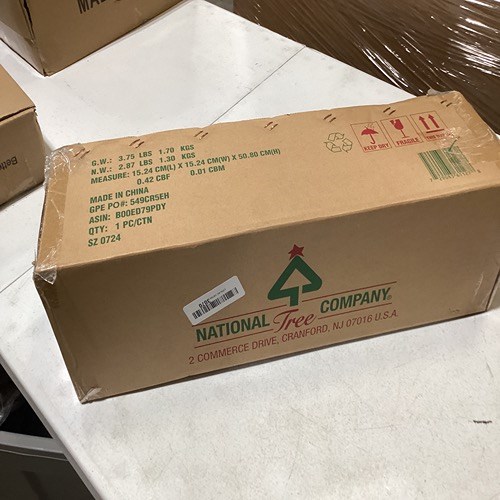 MAD
Bette
G.W.: 3.75 LBS 1.70 KGS
N.W.: 2.87 LBS 1.30 KGS
MEASURE: 15.24 CM(L) X 15.24 CM(W) X 50.80 CM(H)
0.42 CBF 0.01 CBM
MADE IN CHINA
GPE PO#: 549CR5EH
ASIN: B00ED79PDY
QTY: 1 PC/CTN
SZ 0724
KEEP DRY
FRAGILE
NATIONAL Tree COMPANY®
2 COMMERCE DRIVE, CRANFORD, NJ 07016 U.S.A.